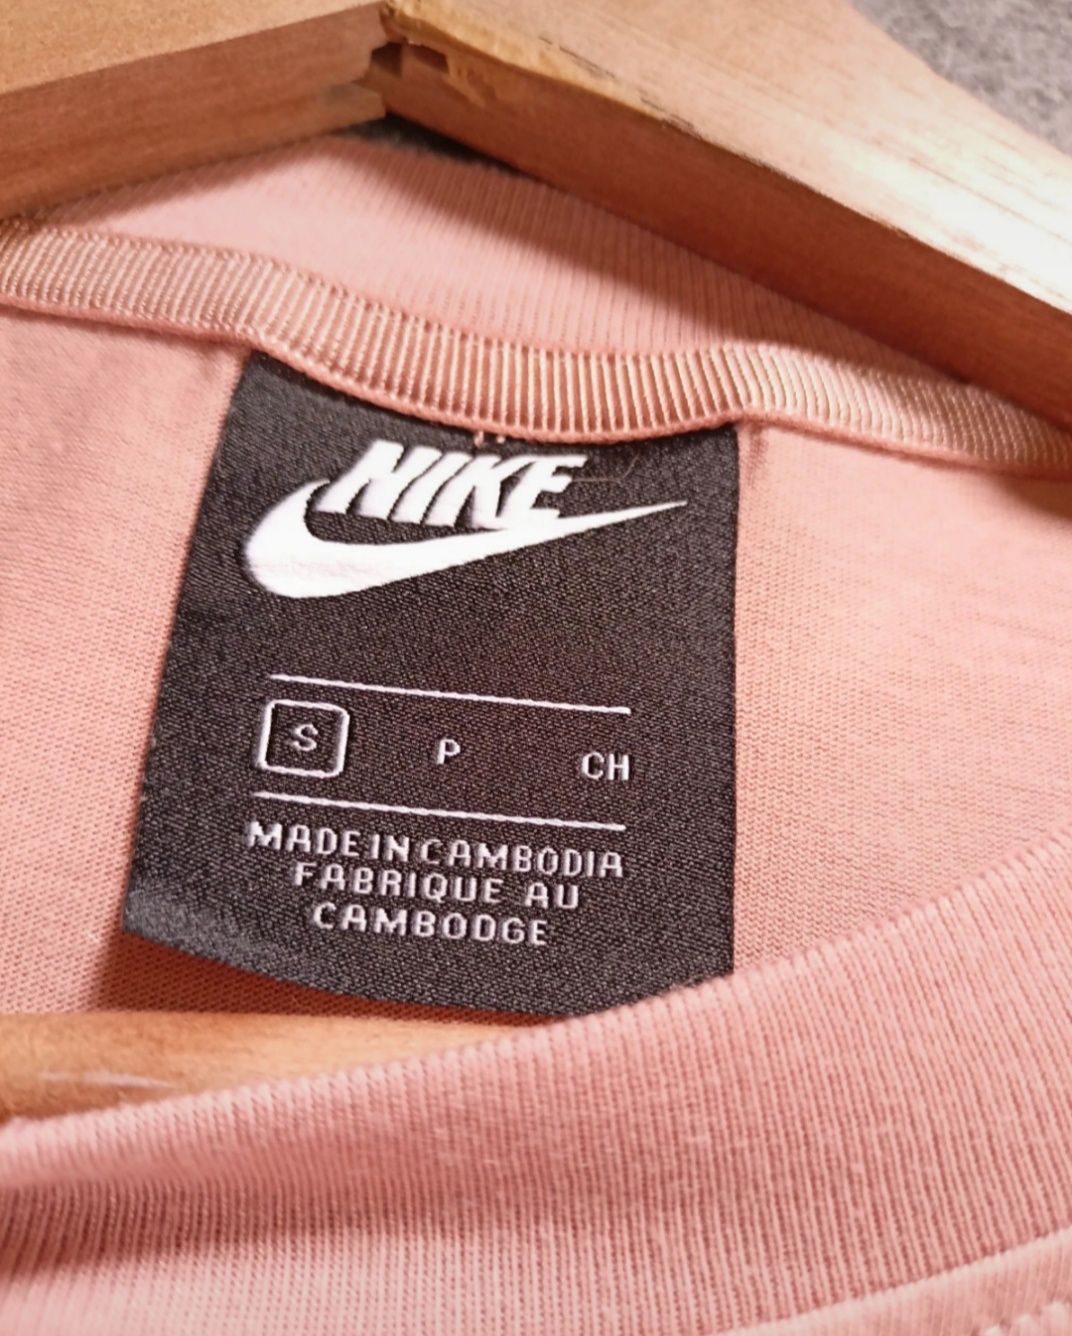 NIKE
S P CH
MADE IN CAMBODIA
FABRIQUE AU
CAMBODGE